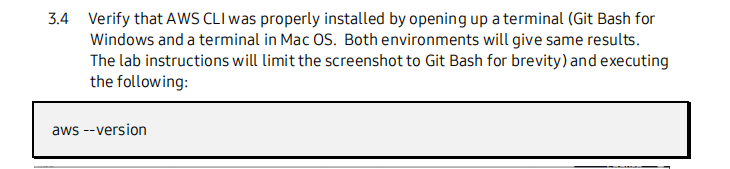 3.4 Verify that AWS CLI was properly installed by opening up a terminal (Git Bash for
Windows and a terminal in Mac OS. Both environments will give same results.
The lab instructions will limit the screenshot to Git Bash for brevity) and executing
the following:
aws --version